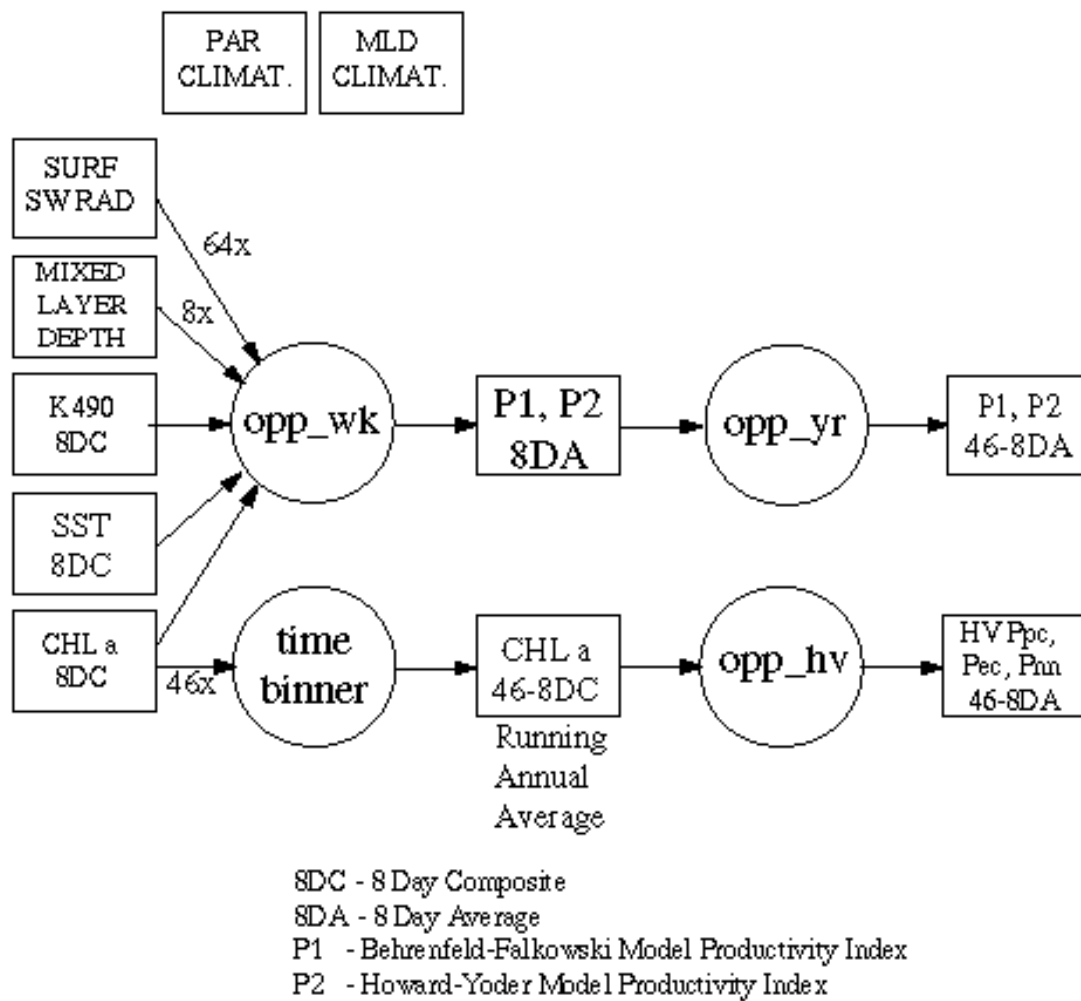 PAR
CLIMAT.
MLD
CLIMAT.
SURF
SW RAD
64x
MIXED
LAYER
DEPTH
8x
K490
8DC
opp_wk
P1, P2
8DA
opp_yr
P1, P2
46-8DA
SST
8DC
CHL a
8DC
46x
time
binner
CHL a
46-8DC
Running
Annual
Average
opp_hv
HV Ppc,
Pec, Pnn
46-8DA
8DC - 8 Day Composite
8DA - 8 Day Average
P1 - Behrenfeld-Falkowski Model Productivity Index
P2 - Howard-Yoder Model Productivity Index